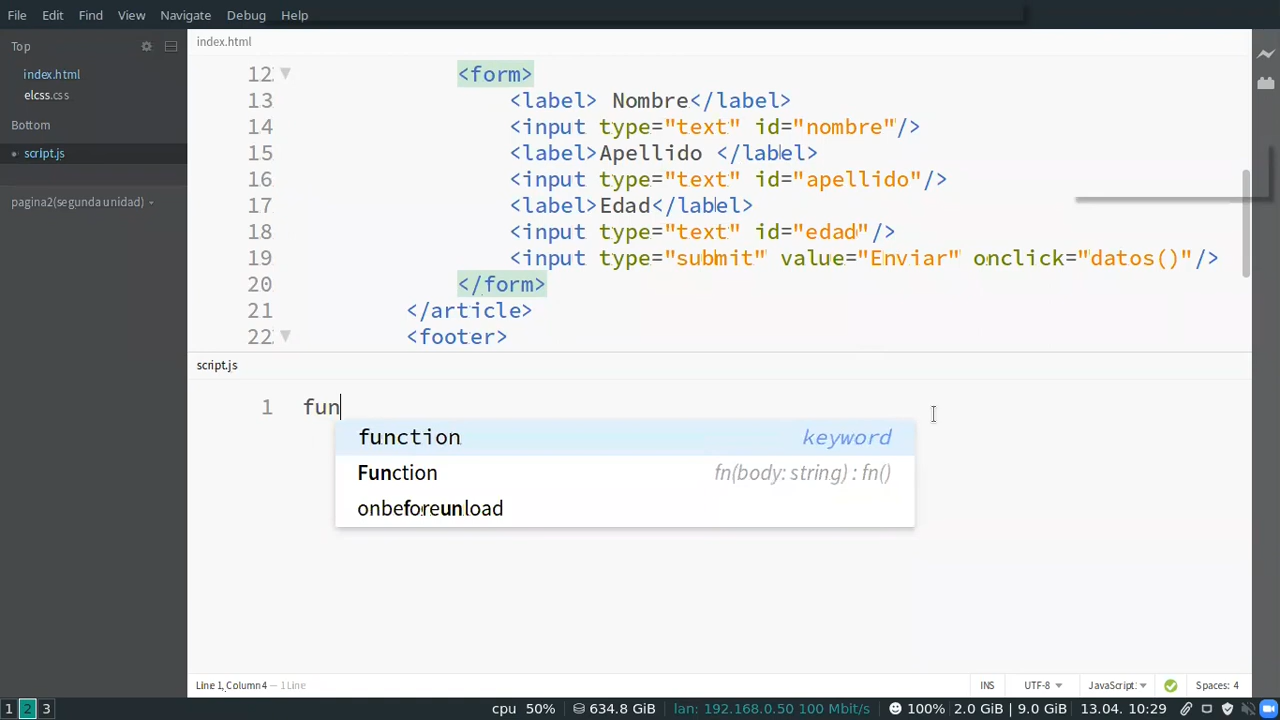 File Edit Find View Navigate Debug Help
Top
index.html
elcss.css
Bottom
script.js
pagina2(segunda unidad)
index.html
12 <form>
13 <label> Nombre</label>
14 <input type="text" id="nombre"/>
15 <label>Apellido </label>
16 <input type="text" id="apellido"/>
17 <label>Edad</label>
18 <input type="text" id="edad"/>
19 <input type="submit" value="Enviar" onclick="datos()"/>
20 </form>
21 </article>
22 <footer>
script.js
1 fun
function keyword
Function fn(body: string) : fn()
onbeforeunload
Line 1, Column 4 — 1 Line INS UTF-8 JavaScript Spaces: 4
1 2 3 cpu 50% 634.8 GiB lan: 192.168.0.50 100 Mbit/s 100% 2.0 GiB | 9.0 GiB 13.04. 10:29